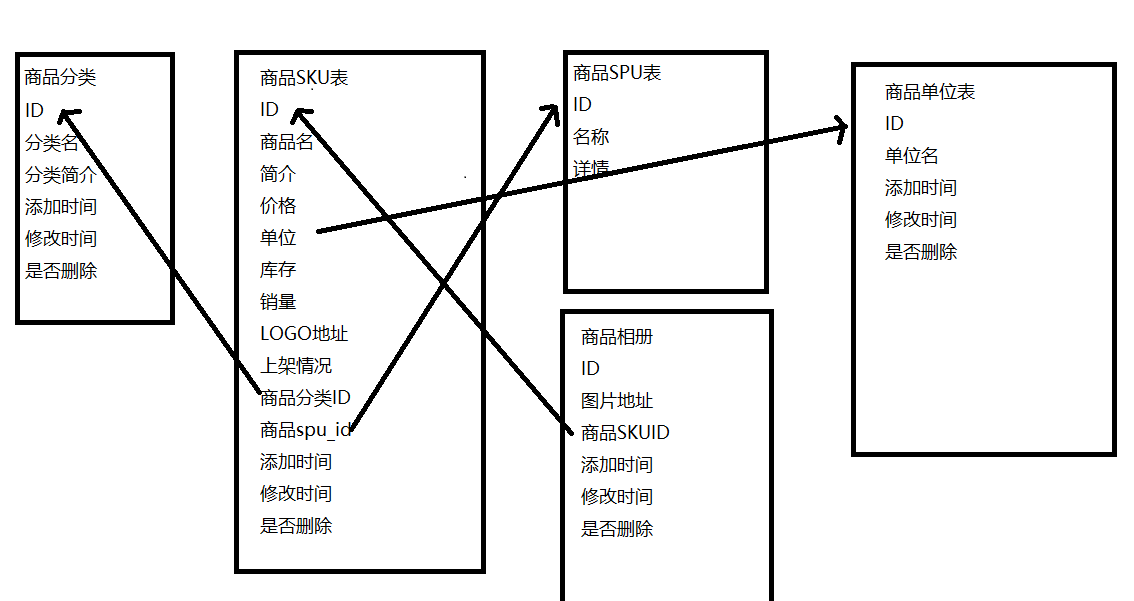 商品分类
ID
分类名
分类简介
添加时间
修改时间
是否删除
商品SKU表
ID
商品名
简介
价格
单位
库存
销量
LOGO地址
上架情况
商品分类ID
商品spu_id
添加时间
修改时间
是否删除
商品SPU表
ID
名称
详情
商品相册
ID
图片地址
商品SKUID
添加时间
修改时间
是否删除
商品单位表
ID
单位名
添加时间
修改时间
是否删除